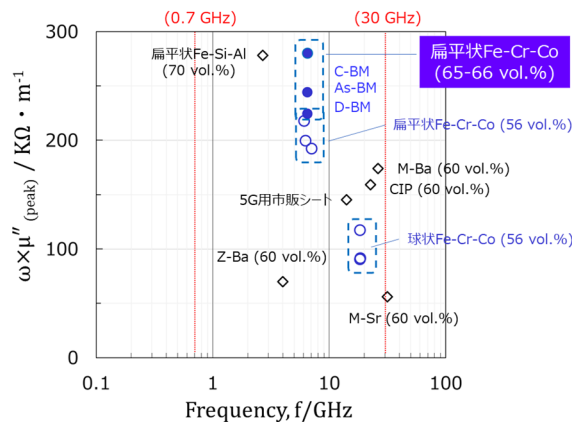 (0.7 GHz)
(30 GHz)
300
250
200
150
100
50
0
ω×μ″ (peak) / KΩ・m⁻¹
扁平状Fe-Si-Al
(70 vol.%)
C-BM
As-BM
D-BM
扁平状Fe-Cr-Co
(65-66 vol.%)
扁平状Fe-Cr-Co (56 vol.%)
M-Ba (60 vol.%)
CIP (60 vol.%)
5G用市販シート
球状Fe-Cr-Co (56 vol.%)
Z-Ba (60 vol.%)
M-Sr (60 vol.%)
0.1
1
10
100
Frequency, f/GHz